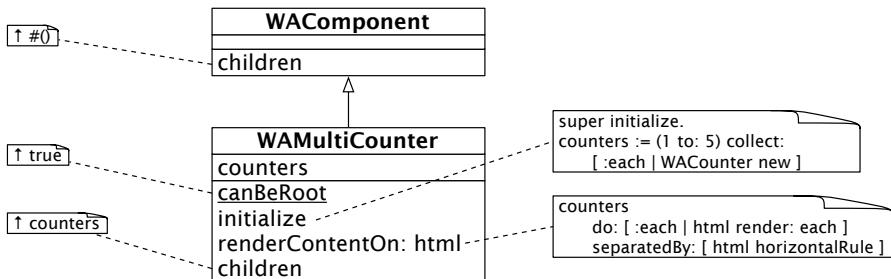 WAComponent
↑ #()
children
WAMultiCounter
counters
↑ true
canBeRoot
initialize
↑ counters
renderContentOn: html
children
super initialize.
counters := (1 to: 5) collect:
[ :each | WACounter new ]
counters
do: [ :each | html render: each ]
separatedBy: [ html horizontalRule ]